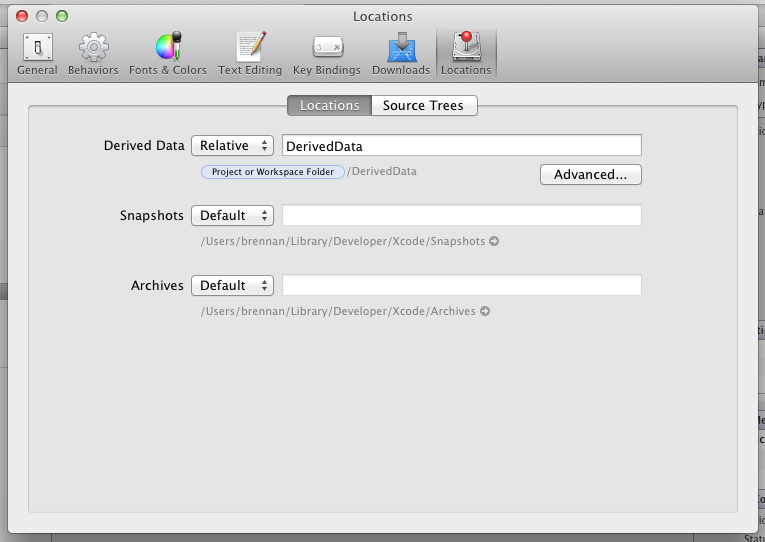 Locations
General Behaviors Fonts & Colors Text Editing Key Bindings Downloads Locations
Locations Source Trees
Derived Data Relative DerivedData
Project or Workspace Folder /DerivedData
Advanced...
Snapshots Default
/Users/brennan/Library/Developer/Xcode/Snapshots
Archives Default
/Users/brennan/Library/Developer/Xcode/Archives